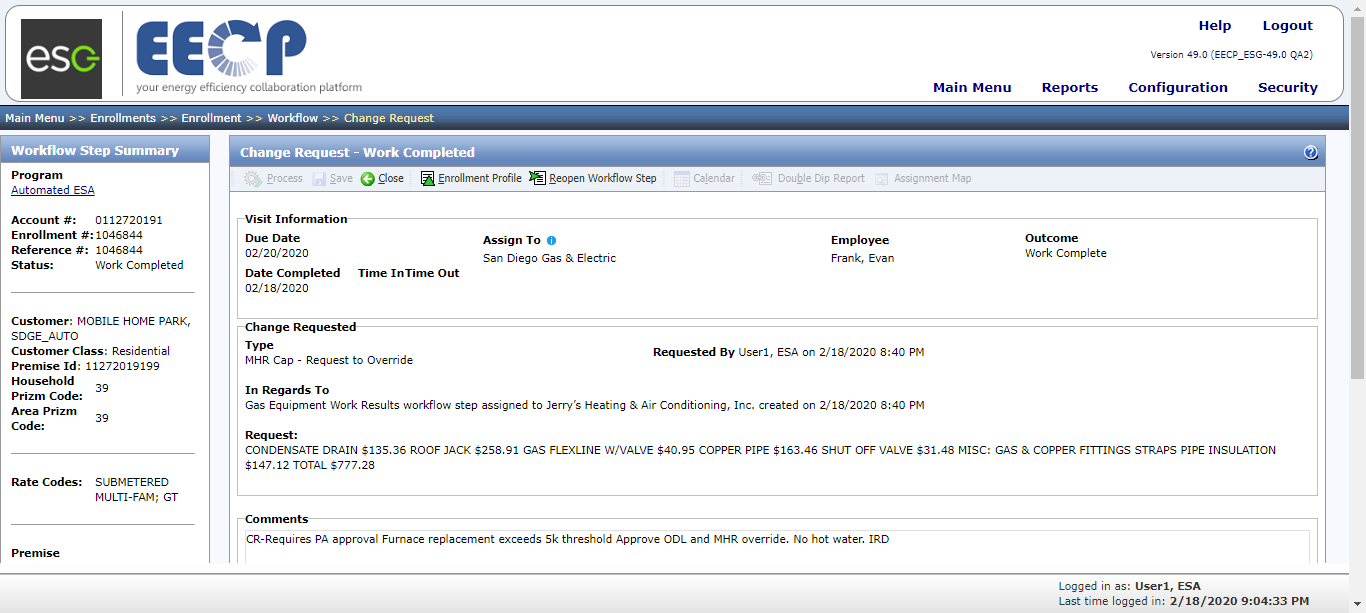 esc
EECP
your energy efficiency collaboration platform
Help Logout
Version 49.0 (EECP_ESG-49.0 QA2)
Main Menu Reports Configuration Security
Main Menu >> Enrollments >> Enrollment >> Workflow >> Change Request
Workflow Step Summary
Program
Automated ESA
Account #: 0112720191
Enrollment #: 1046844
Reference #: 1046844
Status: Work Completed
Customer: MOBILE HOME PARK,
SDGE_AUTO
Customer Class: Residential
Premise Id: 11272019199
Household
Prizm Code: 39
Area Prizm
Code: 39
Rate Codes: SUBMETERED
MULTI-FAM; GT
Premise
Change Request - Work Completed ?
Process Save Close Enrollment Profile Reopen Workflow Step Calendar Double Dip Report Assignment Map
Visit Information
Due Date Assign To i Employee Outcome
02/20/2020 San Diego Gas & Electric Frank, Evan Work Complete
Date Completed Time In Time Out
02/18/2020
Change Requested
Type
MHR Cap - Request to Override
Requested By User1, ESA on 2/18/2020 8:40 PM
In Regards To
Gas Equipment Work Results workflow step assigned to Jerry's Heating & Air Conditioning, Inc. created on 2/18/2020 8:40 PM
Request:
CONDENSATE DRAIN $135.36 ROOF JACK $258.91 GAS FLEXLINE W/VALVE $40.95 COPPER PIPE $163.46 SHUT OFF VALVE $31.48 MISC: GAS & COPPER FITTINGS STRAPS PIPE INSULATION
$147.12 TOTAL $777.28
Comments
CR-Requires PA approval Furnace replacement exceeds 5k threshold Approve ODL and MHR override. No hot water. IRD
Logged in as: User1, ESA
Last time logged in: 2/18/2020 9:04:33 PM